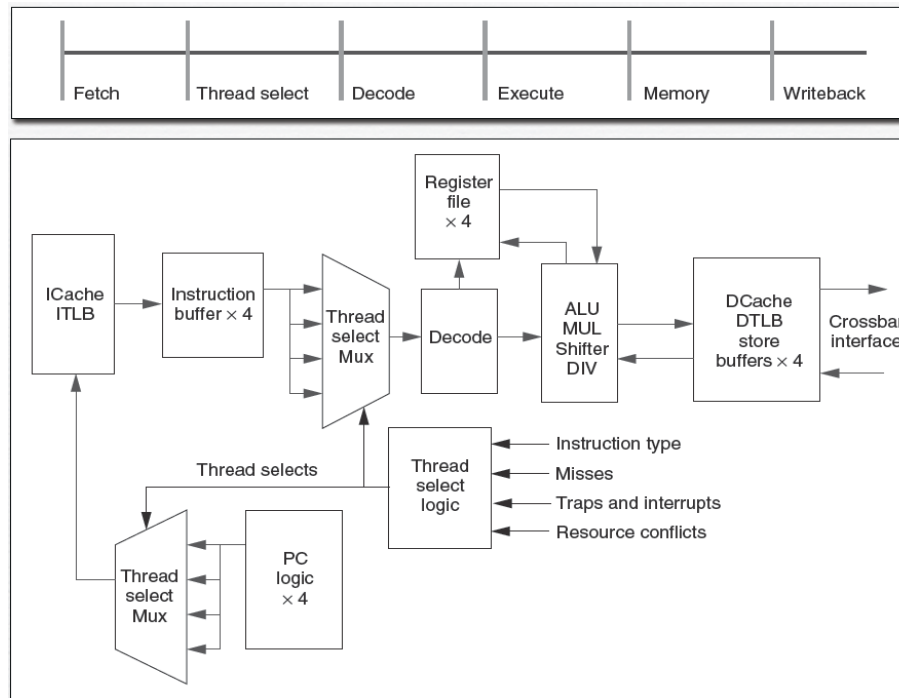 Fetch
Thread select
Decode
Execute
Memory
Writeback
Register
file
× 4
ICache
ITLB
Instruction
buffer × 4
Thread
select
Mux
Decode
ALU
MUL
Shifter
DIV
DCache
DTLB
store
buffers × 4
Crossbar
interface
Thread selects
Thread
select
logic
Instruction type
Misses
Traps and interrupts
Resource conflicts
Thread
select
Mux
PC
logic
× 4